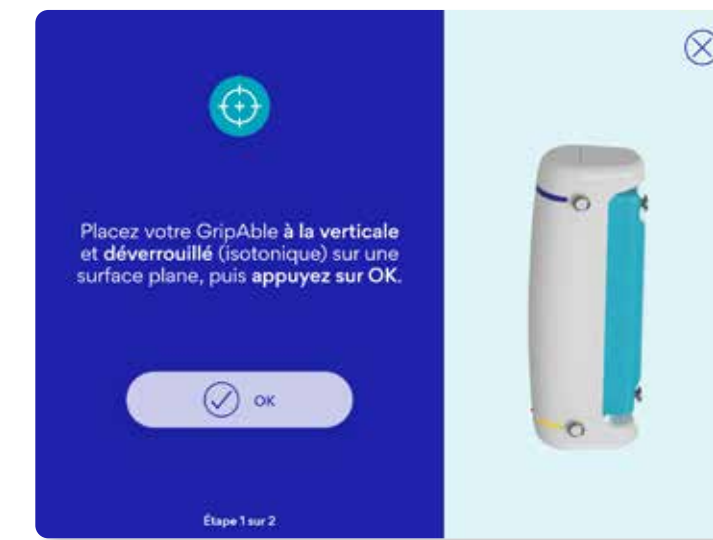 Placez votre GripAble à la verticale
et déverrouillé (isotonique) sur une
surface plane, puis appuyez sur OK.
OK
Étape 1 sur 2